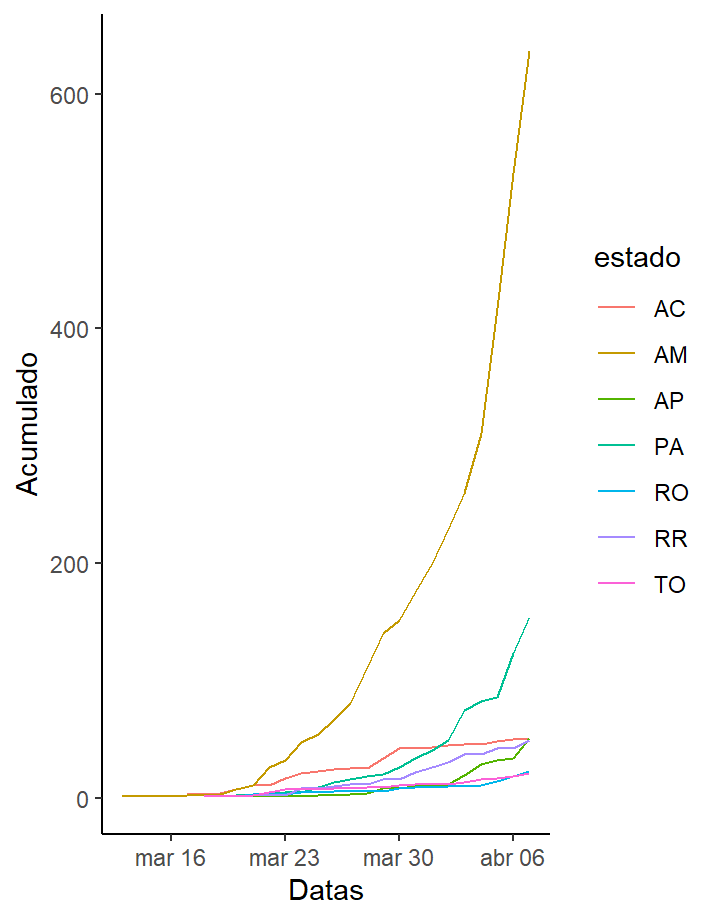 600
400
200
0
Acumulado
mar 16
mar 23
mar 30
abr 06
Datas
estado
AC
AM
AP
PA
RO
RR
TO